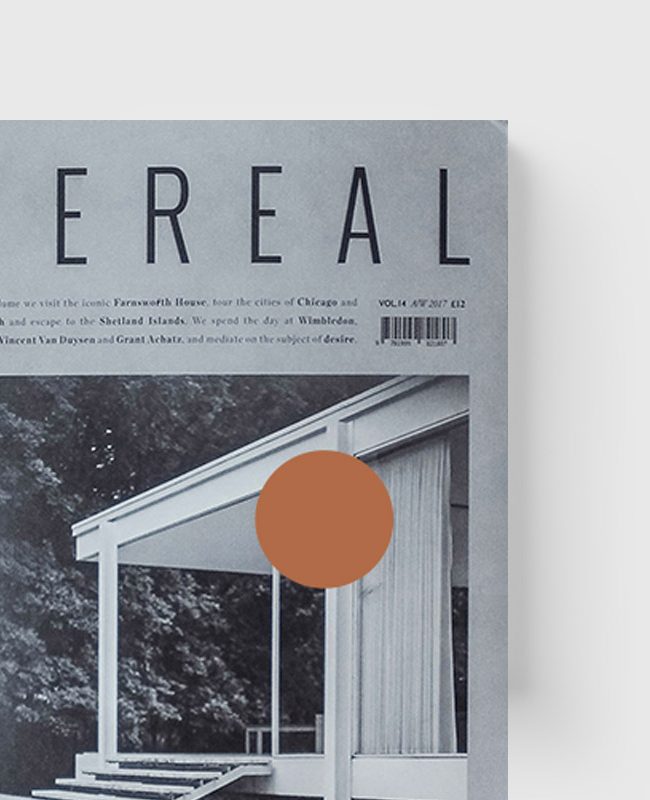 EREAL
lume we visit the iconic Farnsworth House, tour the cities of Chicago and
h and escape to the Shetland Islands. We spend the day at Wimbledon,
Vincent Van Duysen and Grant Achatz, and mediate on the subject of desire.
VOL.14 A/W 2017 £12